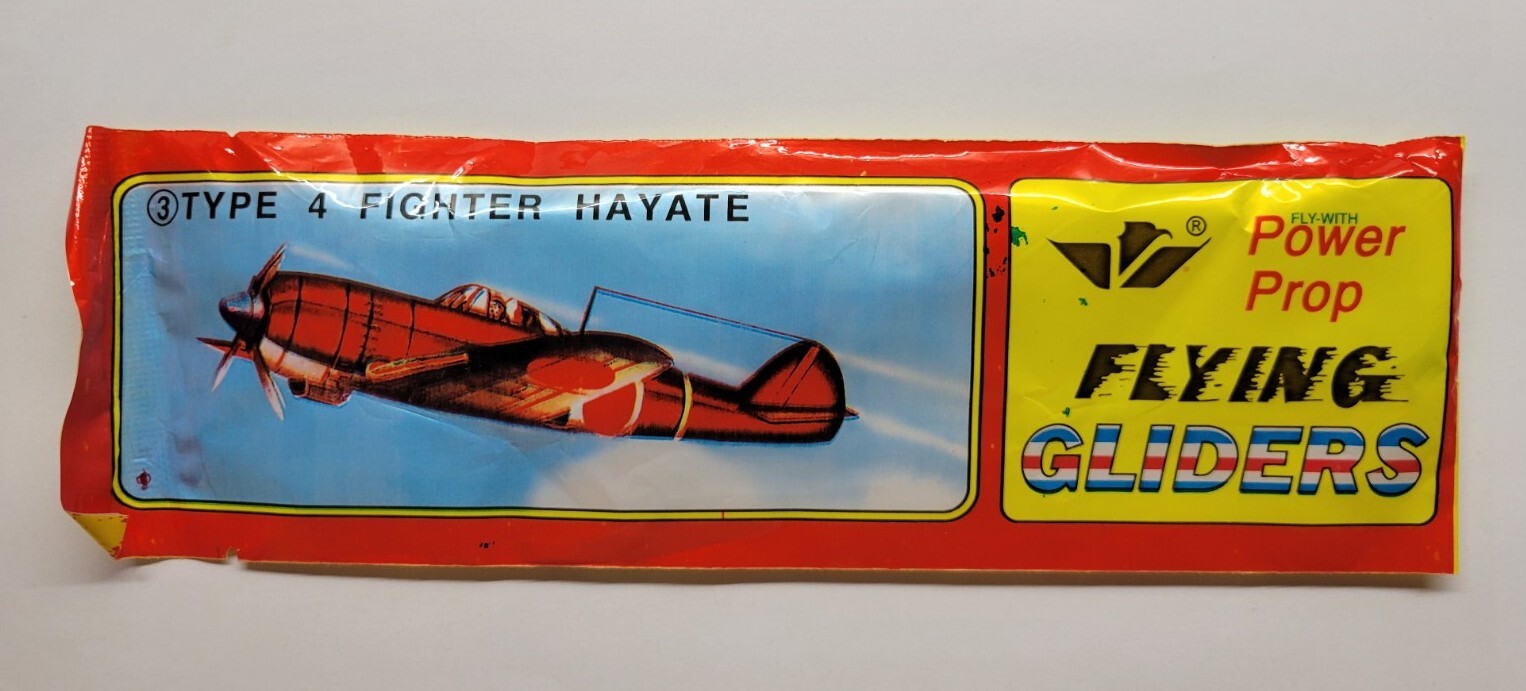 ③TYPE 4 FIGHTER HAYATE
®
FLY-WITH
Power
Prop
FLYING
GLIDERS